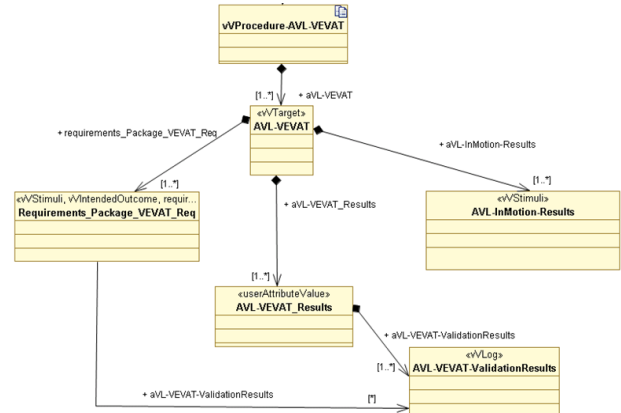 vVProcedure-AVL-VEVAT
[1..*]
+ aVL-VEVAT
«vVTarget»
AVL-VEVAT
+ requirements_Package_VEVAT_Req
+ aVL-InMotion-Results
[1..*]
[1..*]
«vVStimuli, vVIntendedOutcome, requir...
Requirements_Package_VEVAT_Req
«vVStimuli»
AVL-InMotion-Results
+ aVL-VEVAT_Results
[1..*]
«userAttributeValue»
AVL-VEVAT_Results
+ aVL-VEVAT-ValidationResults
[1..*]
«vVLog»
AVL-VEVAT-ValidationResults
+ aVL-VEVAT-ValidationResults
[*]